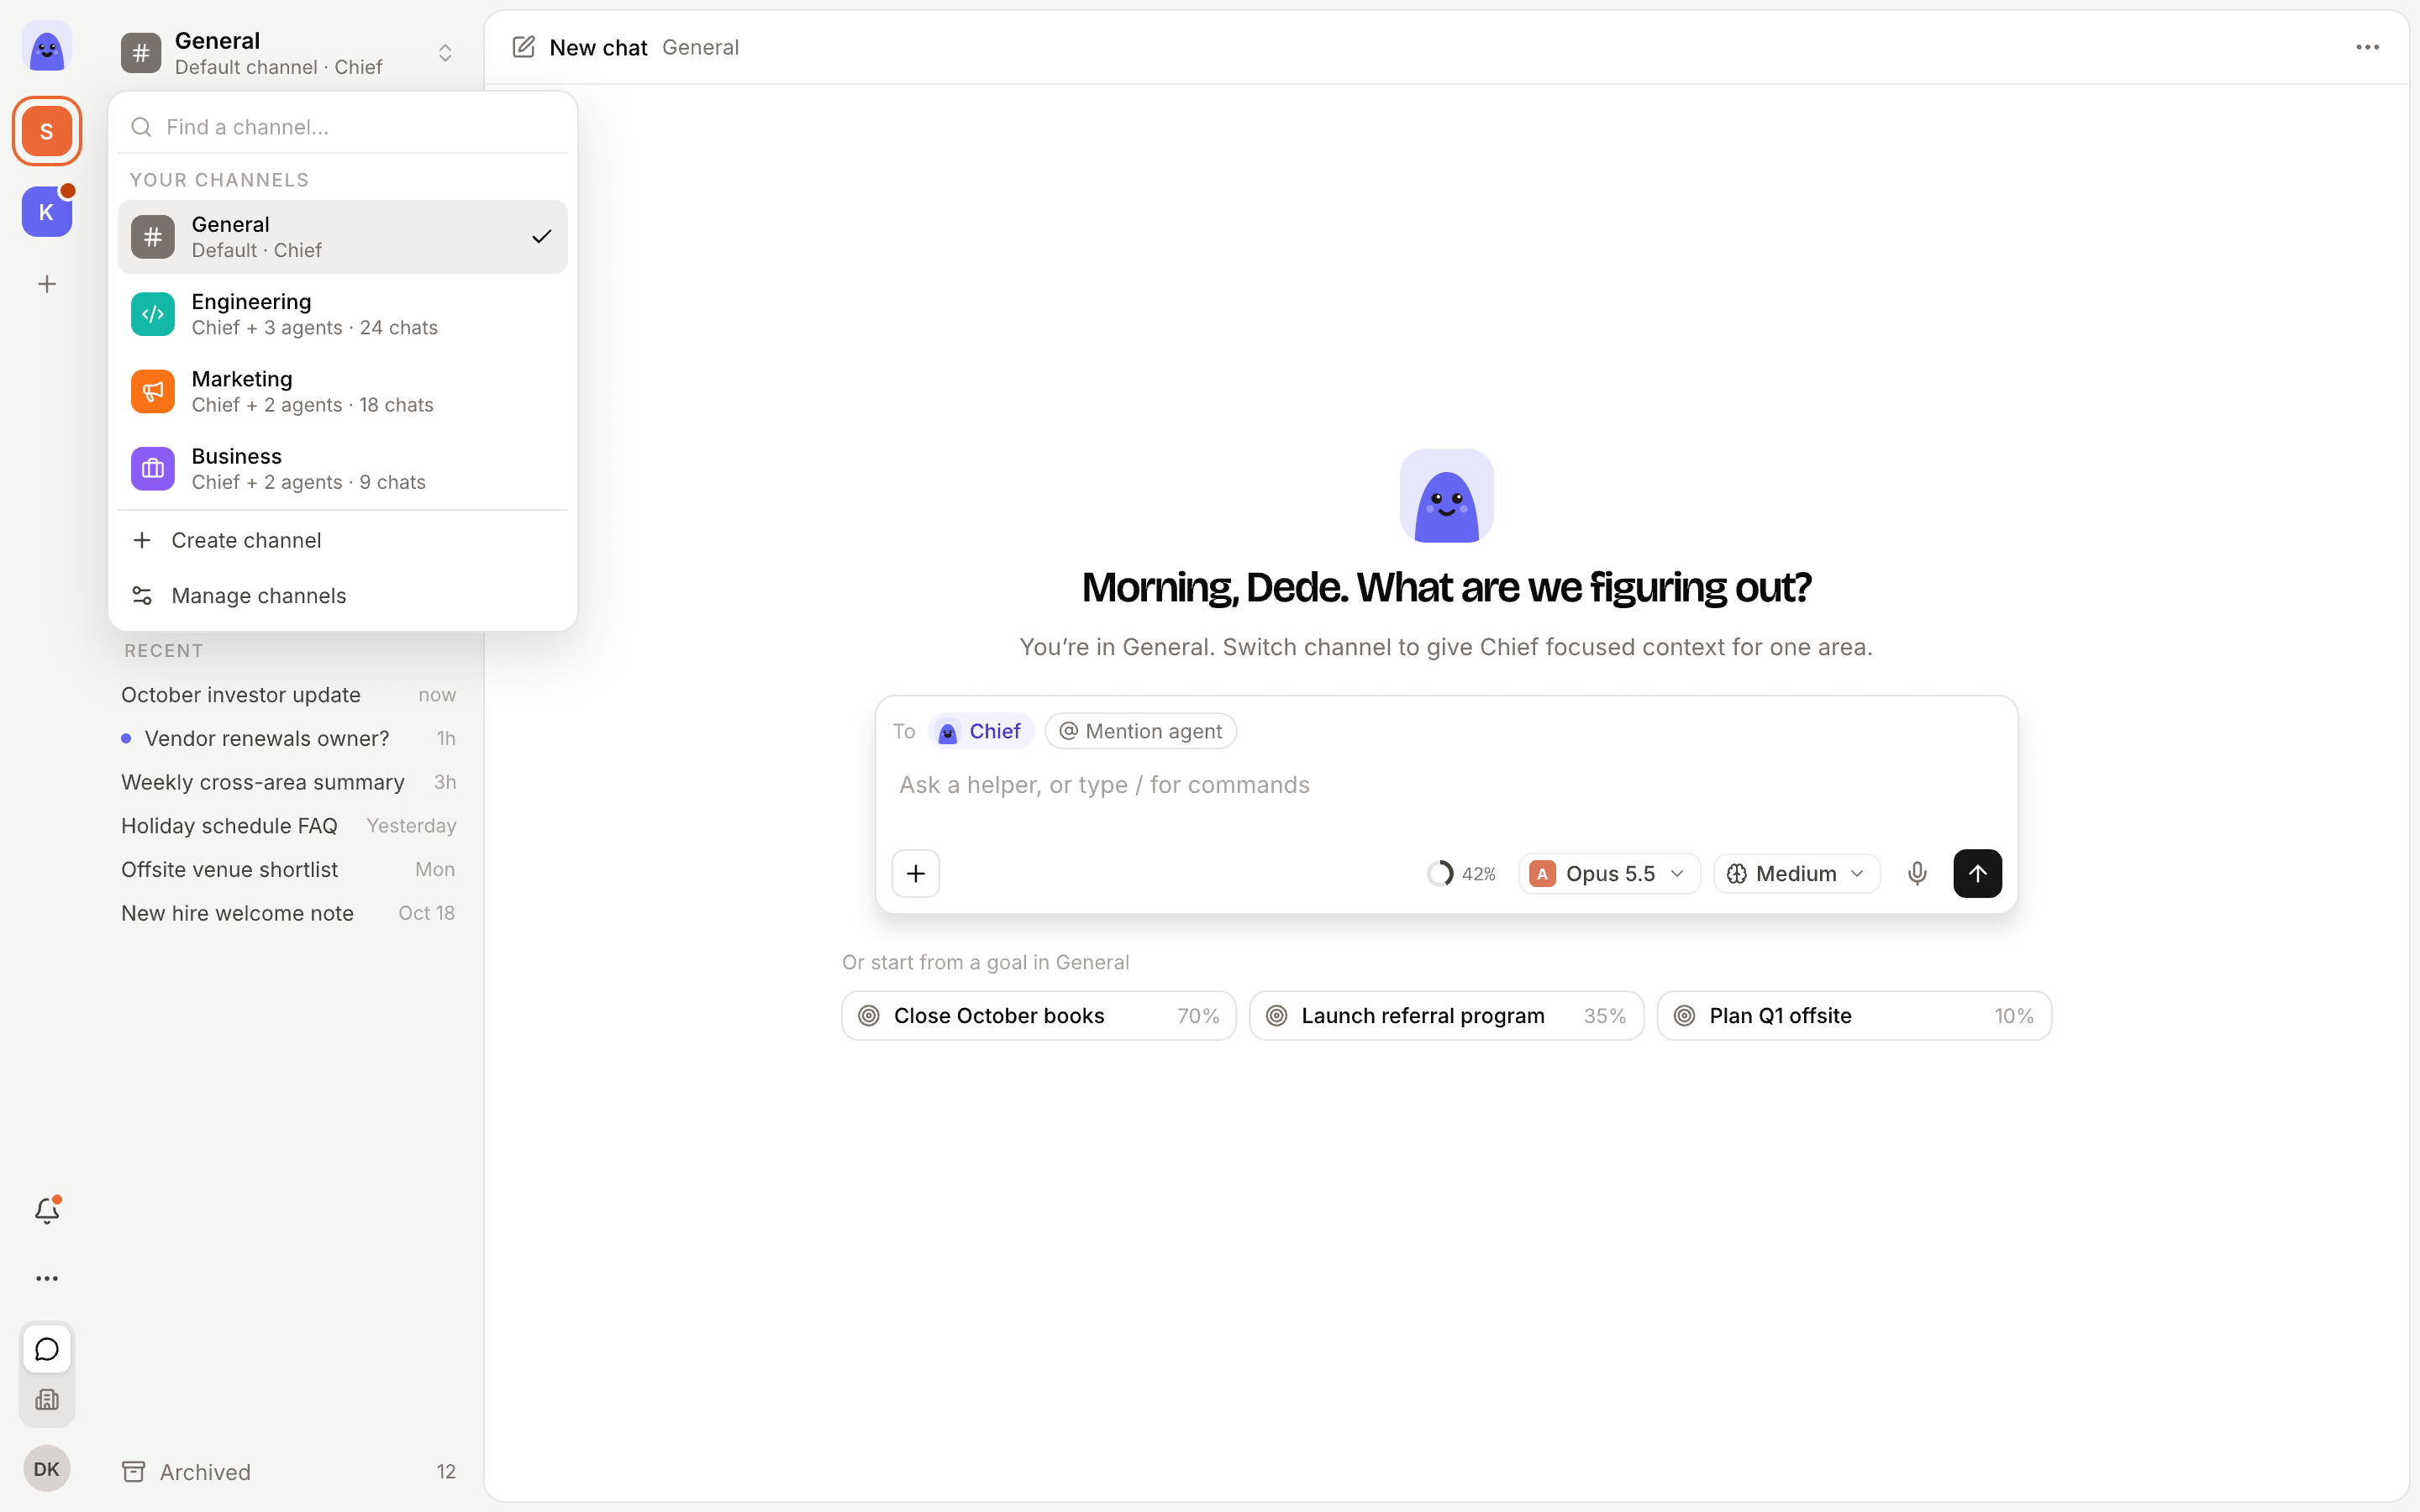 General
Default channel · Chief
S
K
Find a channel...
YOUR CHANNELS
General
Default · Chief
Engineering
Chief + 3 agents · 24 chats
Marketing
Chief + 2 agents · 18 chats
Business
Chief + 2 agents · 9 chats
Create channel
Manage channels
RECENT
October investor update now
Vendor renewals owner? 1h
Weekly cross-area summary 3h
Holiday schedule FAQ Yesterday
Offsite venue shortlist Mon
New hire welcome note Oct 18
DK
Archived 12
New chat General
Morning, Dede. What are we figuring out?
You’re in General. Switch channel to give Chief focused context for one area.
To Chief @ Mention agent
Ask a helper, or type / for commands
42% A Opus 5.5 Medium
Or start from a goal in General
Close October books 70% Launch referral program 35% Plan Q1 offsite 10%